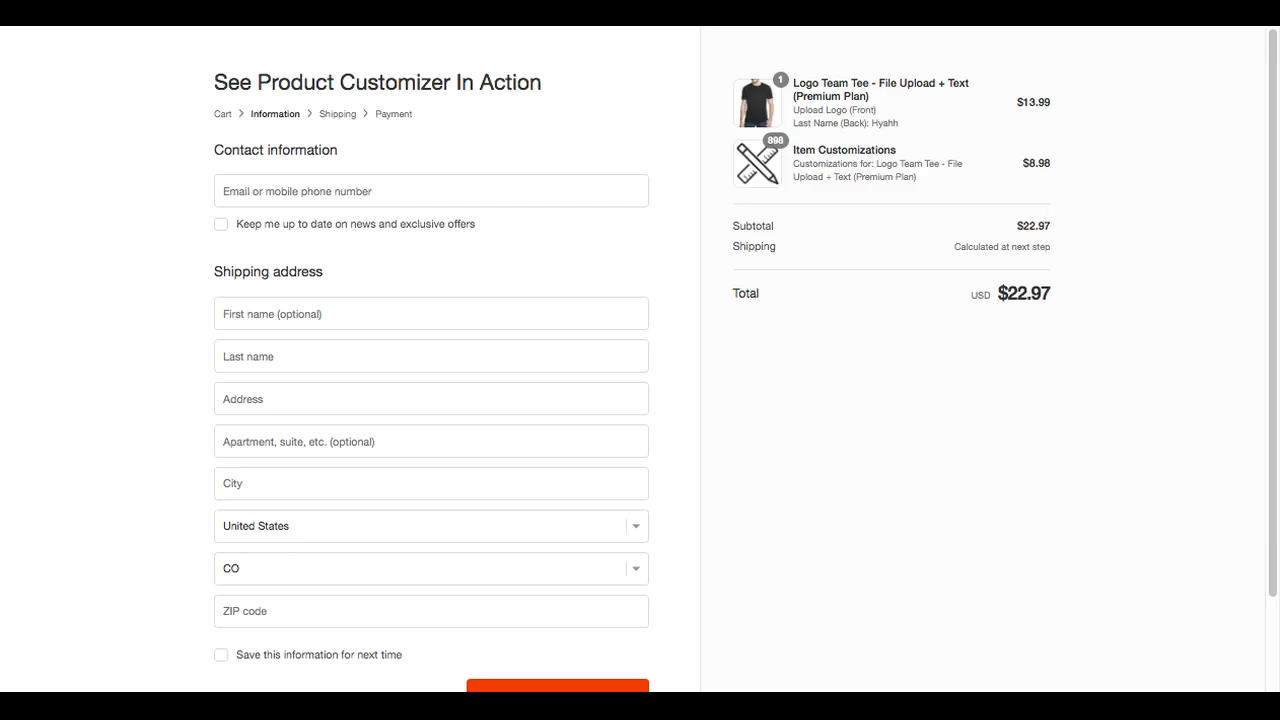 See Product Customizer In Action
Cart > Information > Shipping > Payment
Contact information
Email or mobile phone number
Keep me up to date on news and exclusive offers
Shipping address
First name (optional)
Last name
Address
Apartment, suite, etc. (optional)
City
United States
CO
ZIP code
Save this information for next time
1
Logo Team Tee - File Upload + Text
(Premium Plan)
Upload Logo (Front)
Last Name (Back): Hyahh
$13.99
898
Item Customizations
Customizations for: Logo Team Tee - File
Upload + Text (Premium Plan)
$8.98
Subtotal $22.97
Shipping Calculated at next step
Total USD $22.97